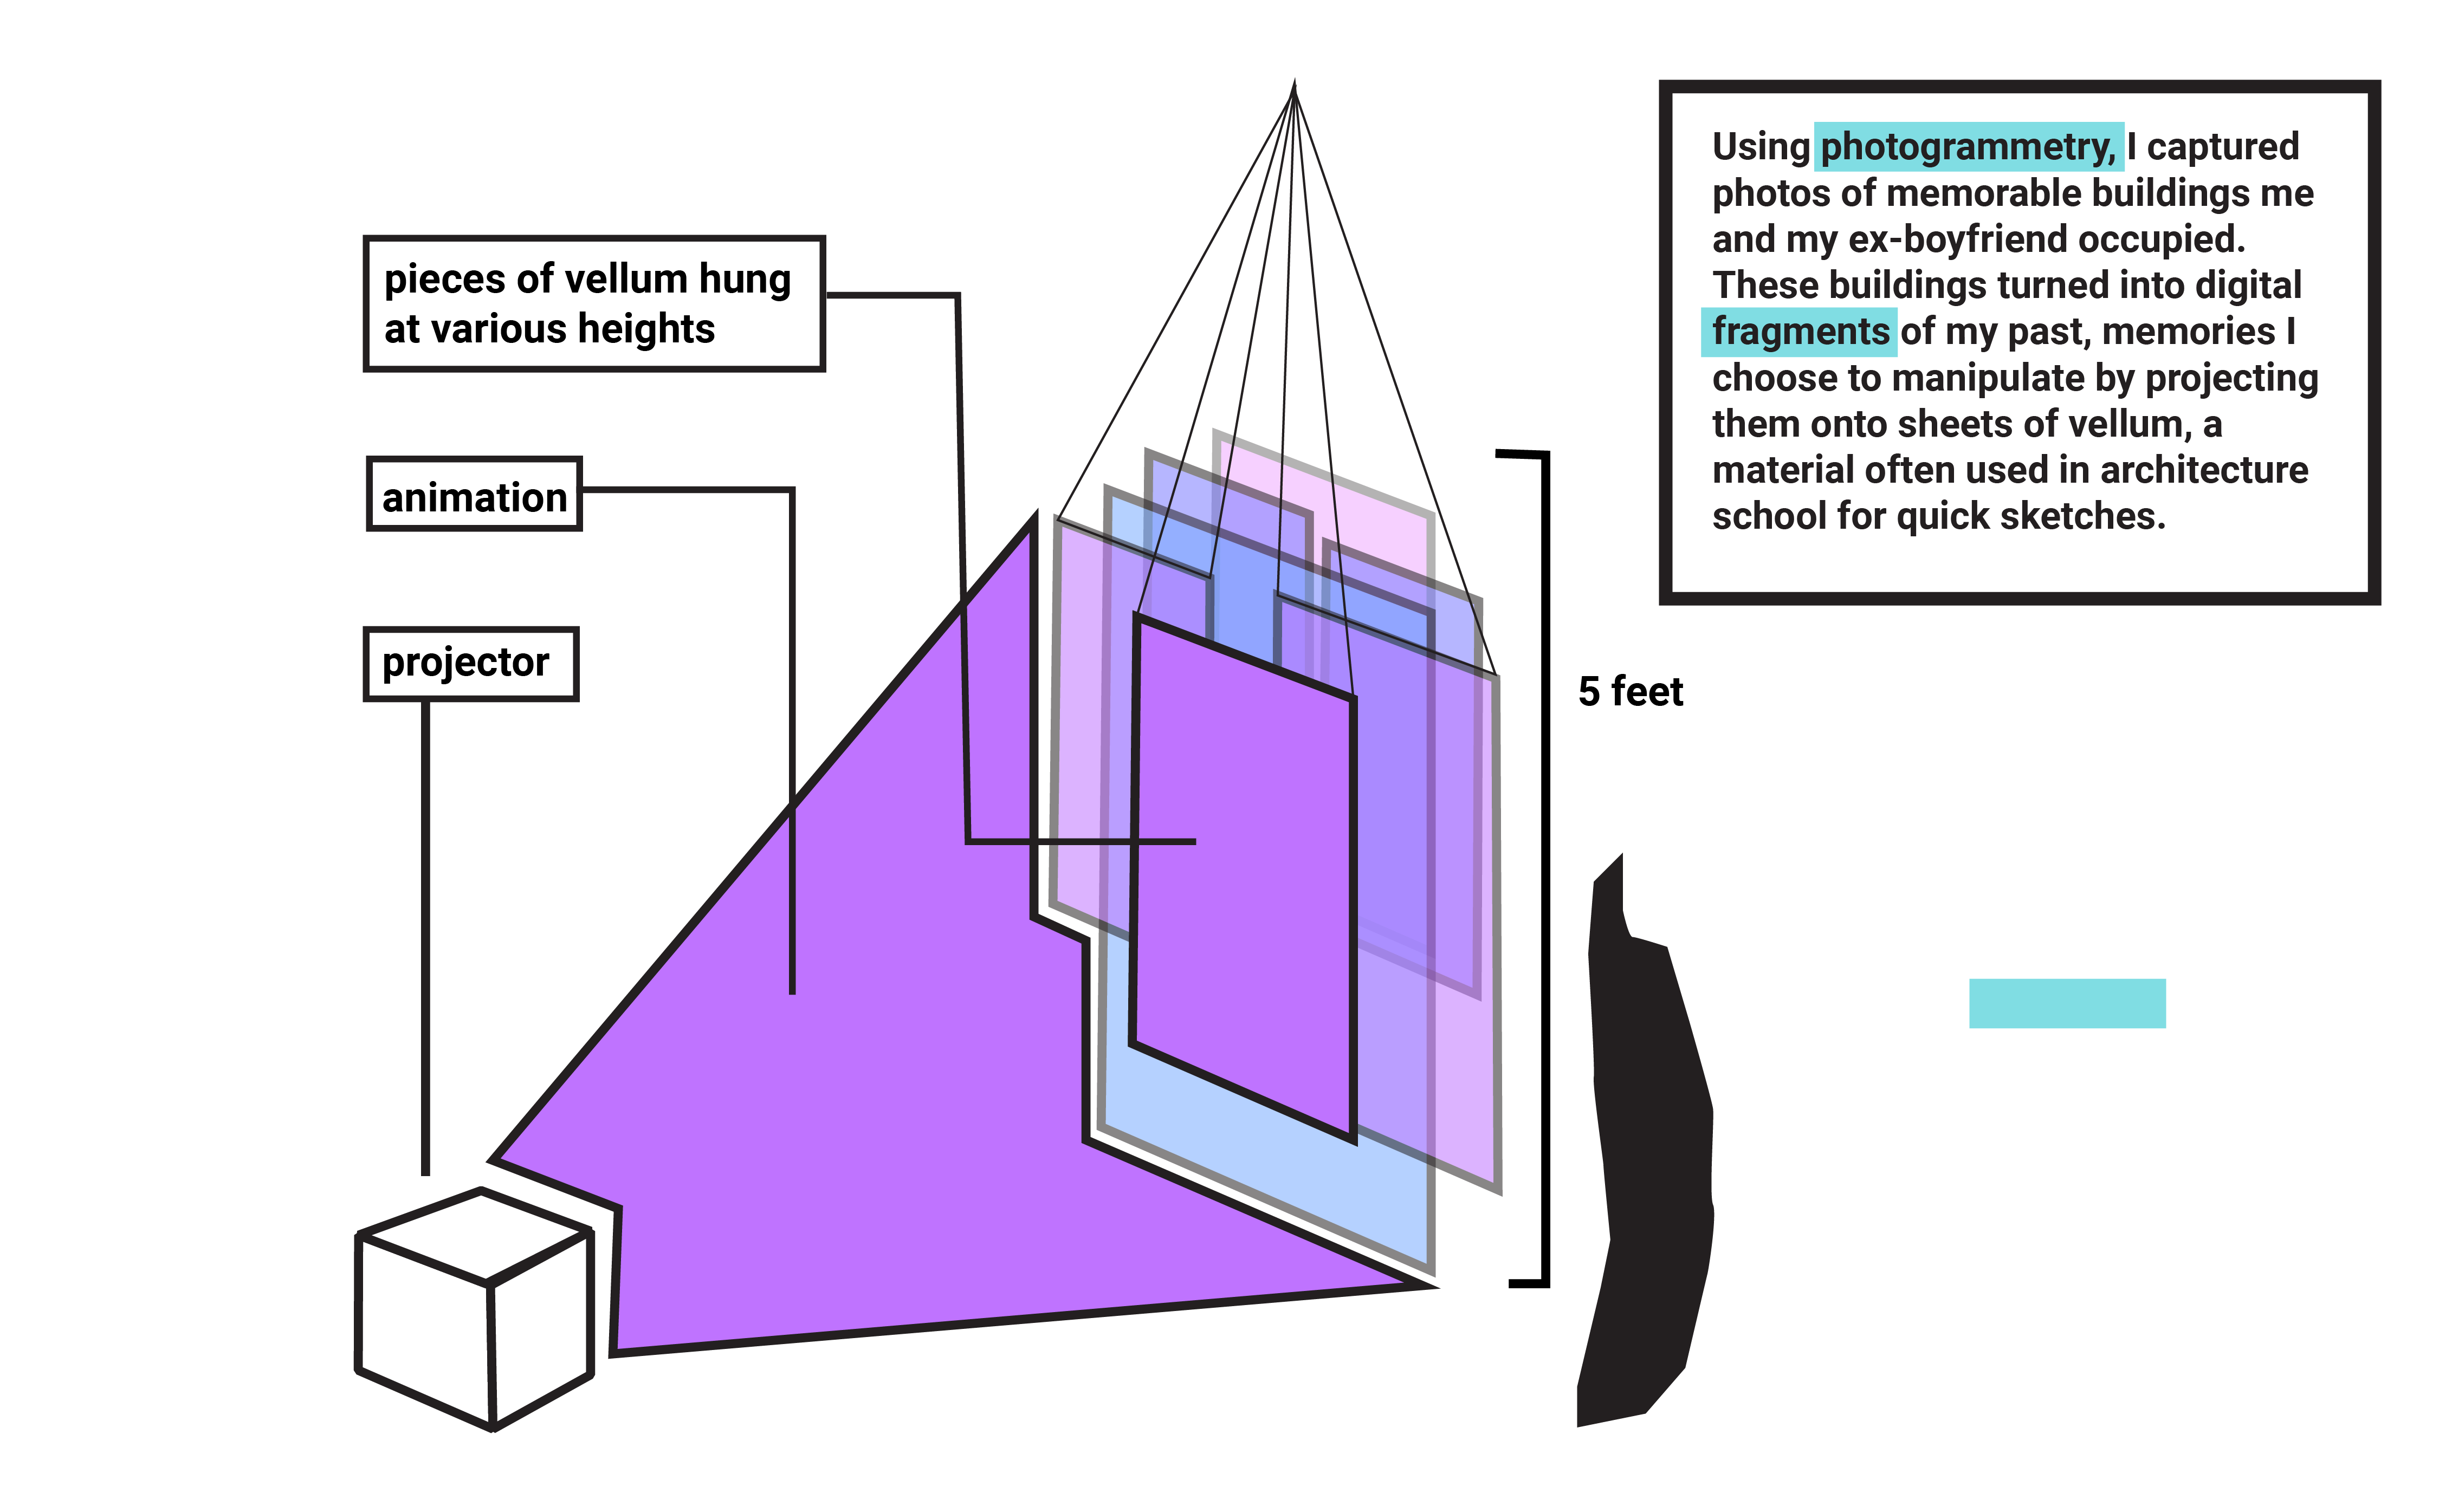 Using photogrammetry, I captured
photos of memorable buildings me
and my ex-boyfriend occupied.
These buildings turned into digital
fragments of my past, memories I
choose to manipulate by projecting
them onto sheets of vellum, a
material often used in architecture
school for quick sketches.
pieces of vellum hung
at various heights
animation
projector
5 feet